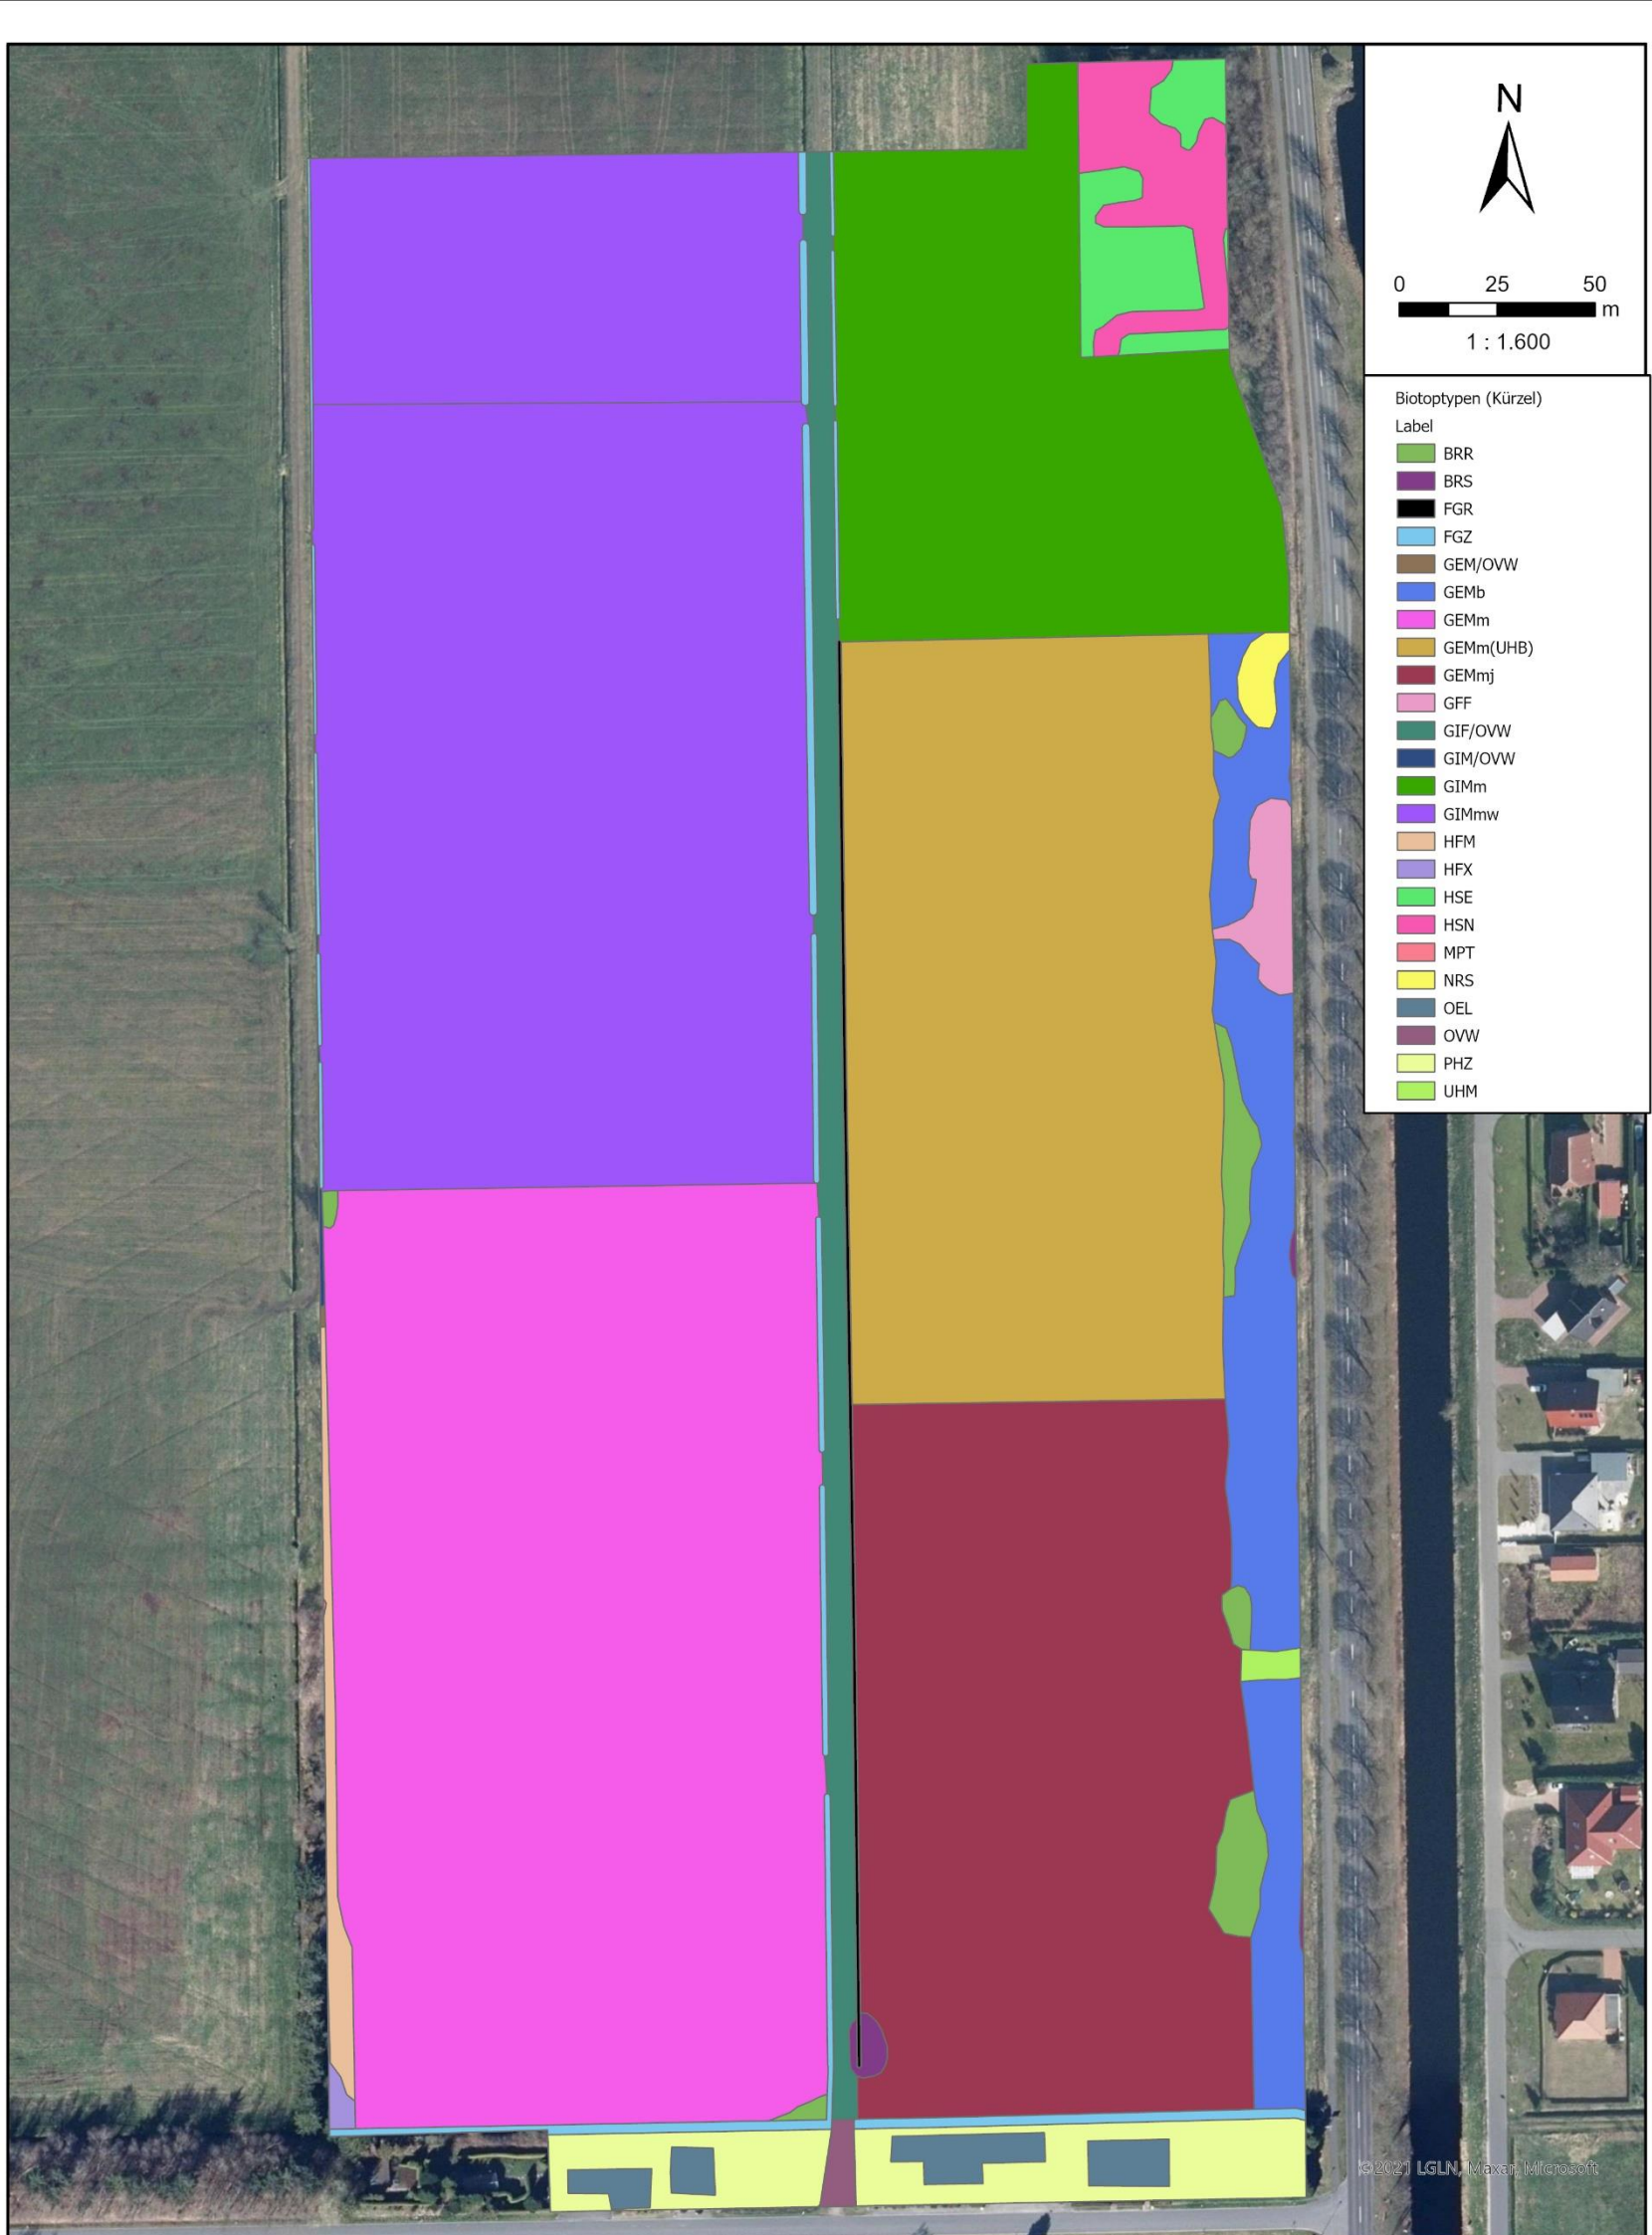 N
0 25 50
m
1 : 1.600
Biotoptypen (Kürzel)
Label
BRR
BRS
FGR
FGZ
GEM/OVW
GEMb
GEMm
GEMm(UHB)
GEMmj
GFF
GIF/OVW
GIM/OVW
GIMm
GIMmw
HFM
HFX
HSE
HSN
MPT
NRS
OEL
OVW
PHZ
UHM
©2021 LGLN, Maxar, Microsoft